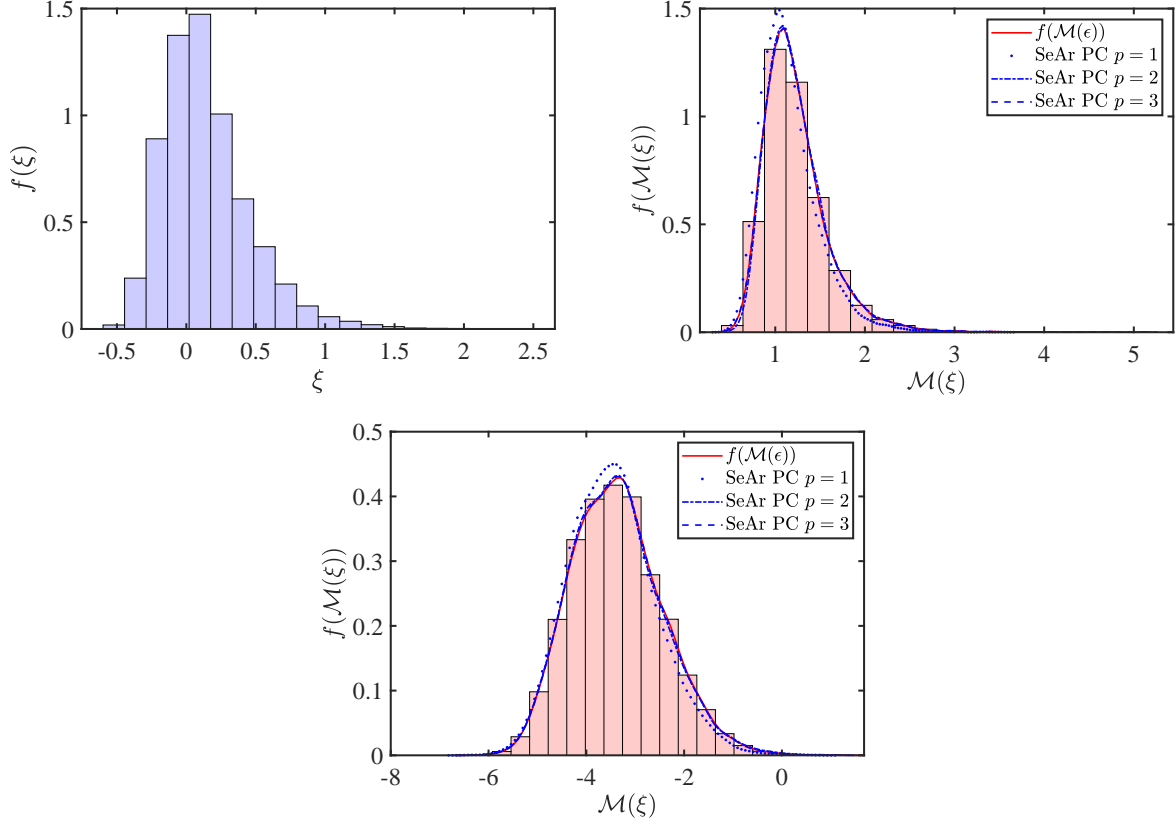 1.5
1
0.5
0
f(ξ)
-0.5 0 0.5 1 1.5 2 2.5
ξ
1.5
1
0.5
0
f(ℳ(ξ))
f(ℳ(ϵ))
SeAr PC p = 1
SeAr PC p = 2
SeAr PC p = 3
1 2 3 4 5
ℳ(ξ)
0.5
0.4
0.3
0.2
0.1
0
f(ℳ(ξ))
f(ℳ(ϵ))
SeAr PC p = 1
SeAr PC p = 2
SeAr PC p = 3
-8 -6 -4 -2 0
ℳ(ξ)